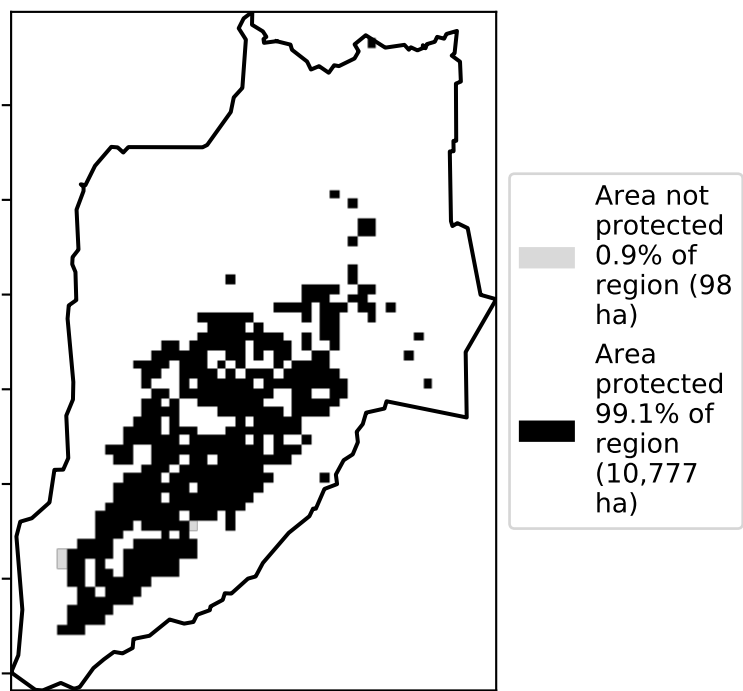 Area not
protected
0.9% of
region (98
ha)
Area
protected
99.1% of
region
(10,777
ha)